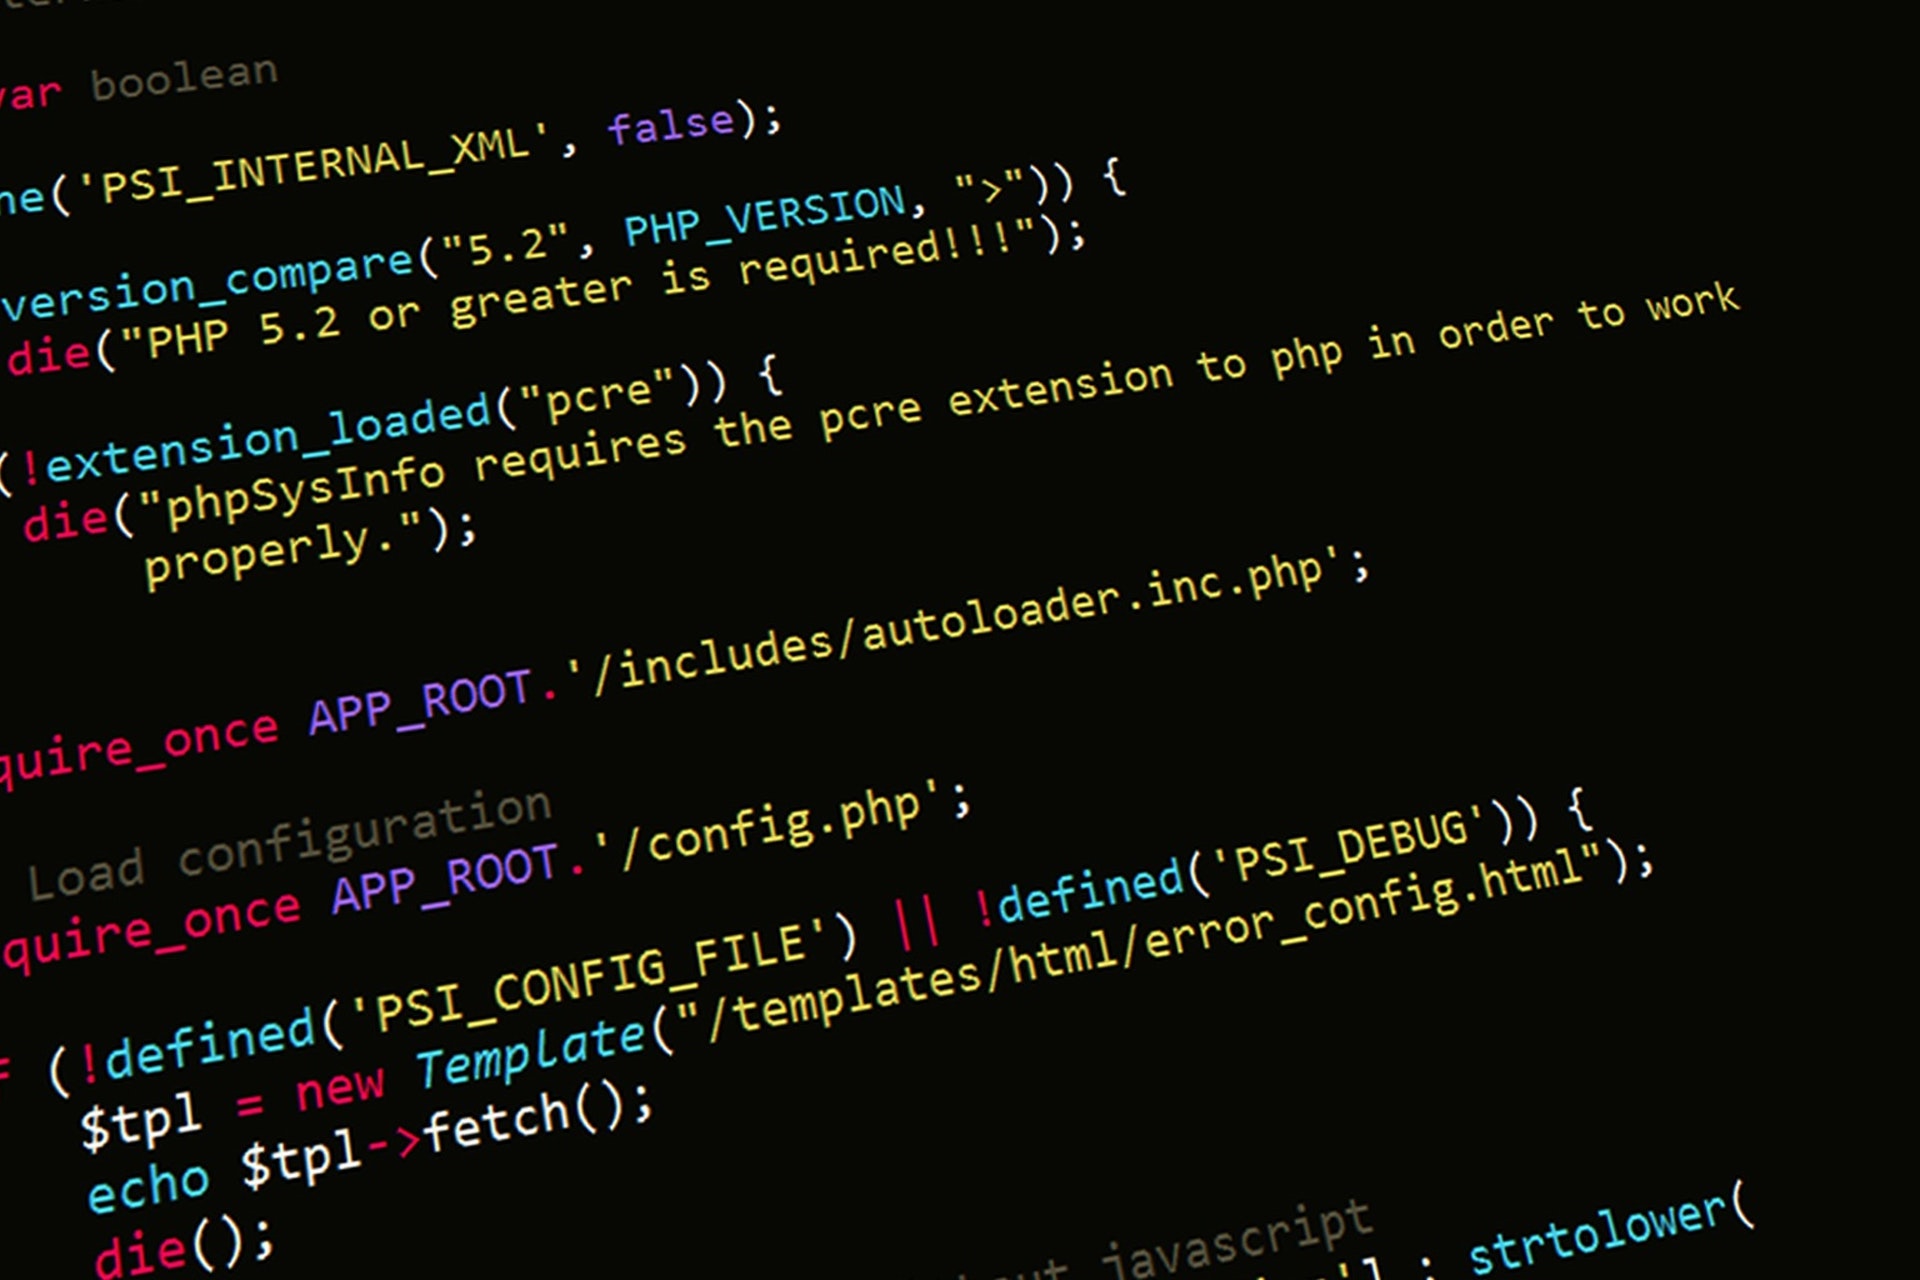 var boolean
ne('PSI_INTERNAL_XML', false);
version_compare("5.2", PHP_VERSION, ">")) {
die("PHP 5.2 or greater is required!!!");
(!extension_loaded("pcre")) {
die("phpSysInfo requires the pcre extension to php in order to work
properly.");
quire_once APP_ROOT.'/includes/autoloader.inc.php';
Load configuration
quire_once APP_ROOT.'/config.php';
(!defined('PSI_CONFIG_FILE') || !defined('PSI_DEBUG')) {
$tpl = new Template("/templates/html/error_config.html");
echo $tpl->fetch();
die();
javascript
strtolower(